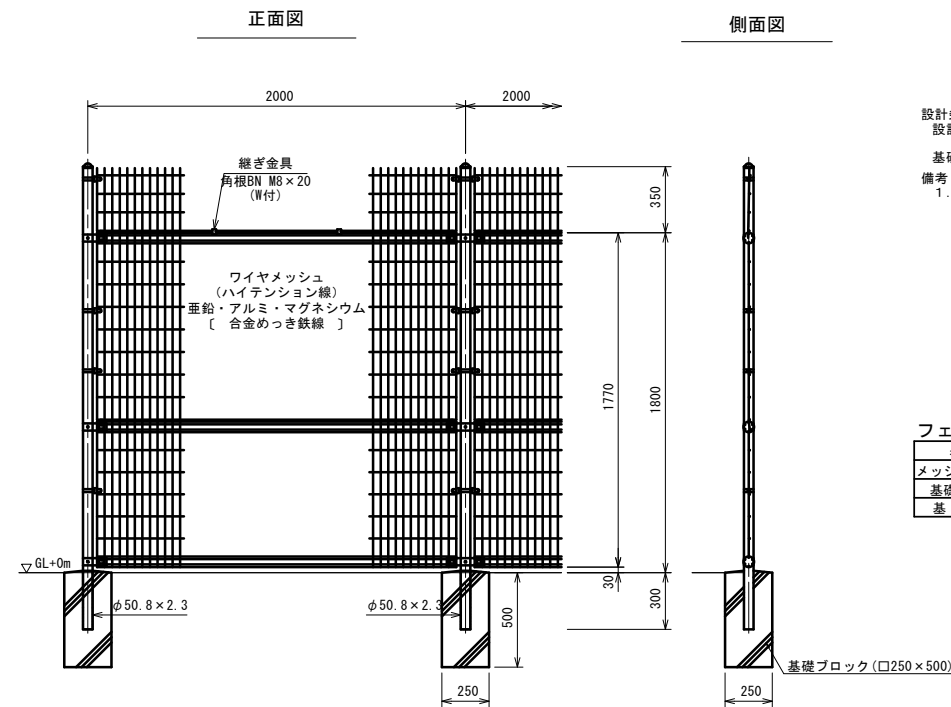 正面図
側面図
2000
2000
継ぎ金具
角根BN M8×20
(W付)
ワイヤメッシュ
(ハイテンション線)
亜鉛・アルミ・マグネシウム
〔 合金めっき鉄線 〕
350
1770
1800
30
300
500
▽GL+0m
φ50.8×2.3
φ50.8×2.3
250
250
基礎ブロック(□250×500)
設計
設
基
備考
1.
フェ
メッシ
基礎
基